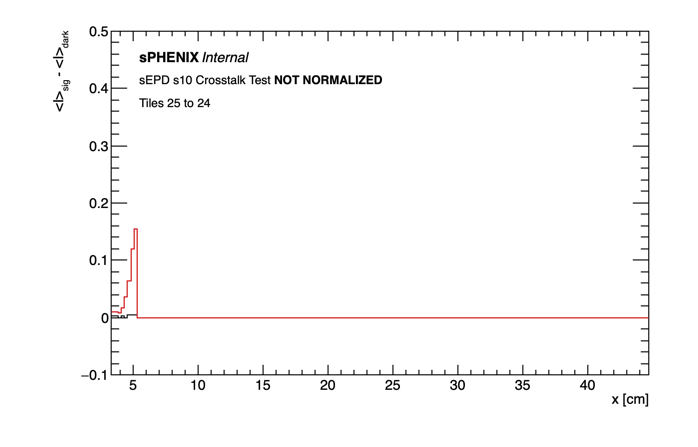 <I>sig - <I>dark
0.5
0.4
0.3
0.2
0.1
0
−0.1
sPHENIX Internal
sEPD s10 Crosstalk Test NOT NORMALIZED
Tiles 25 to 24
5 10 15 20 25 30 35 40
x [cm]